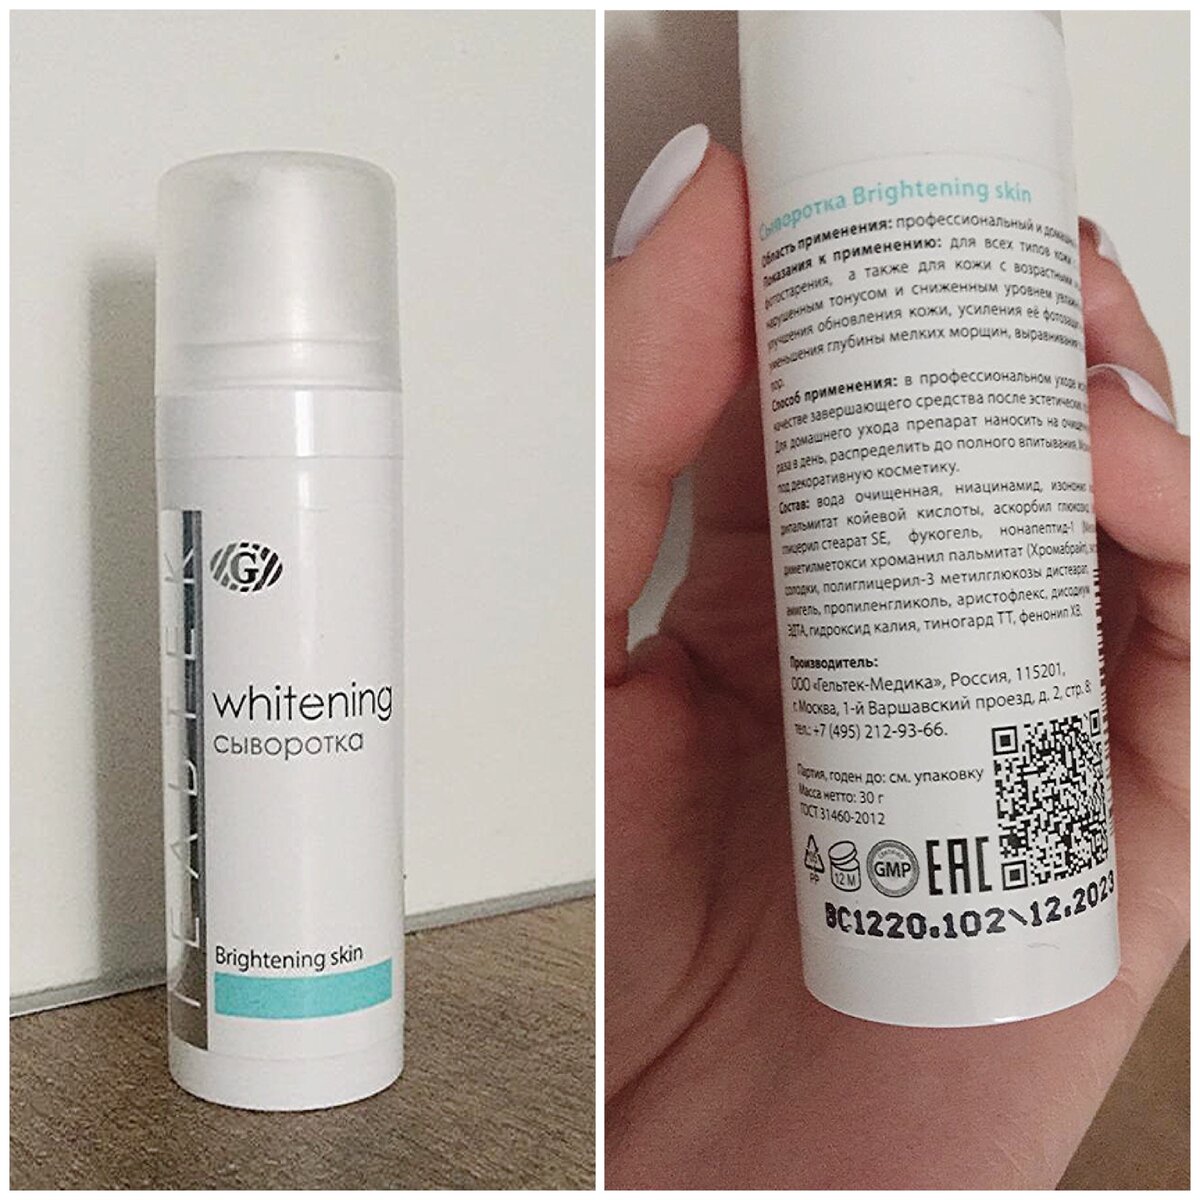 G
whitening
сыворотка
Brightening skin
Сыворотка Brightening skin
Область применения: профессиональный и
Показания к применению: для всех типов кожи
фотостарения, а также для кожи с возрастными
нарушенным тонусом и сниженным уровнем
улучшения обновления кожи, усиления её
уменьшения глубины мелких морщин, выравнивания
пор.
Способ применения: в профессиональном уходе
качестве завершающего средства после эстетических
Для домашнего ухода препарат наносить на
раза в день, распределить до полного впитывания.
под декоративную косметику.
Состав: вода очищенная, ниацинамид,
дипальмитат койевой кислоты, аскорбил
глицерил стеарат SE, фукогель, нонапептид-1
диметилметокси хроманил пальмитат (Хромабрайт),
солодки, полиглицерил-3 метилглюкозы дистеарат,
амигель, пропиленгликоль, аристофлекс, динодиум
ЭДТА, гидроксид калия, тиногард ТТ, фенонип ХВ.
Производитель:
ООО «Гельтек-Медика», Россия, 115201,
г. Москва, 1-й Варшавский проезд, д. 2, стр. 8;
тел.: +7 (495) 212-93-66.
Партия, годен до: см. упаковку
Масса нетто: 30 г
ГОСТ 31460-2012
PP
12 M
GMP
EAC
BC1220.102\12.2023